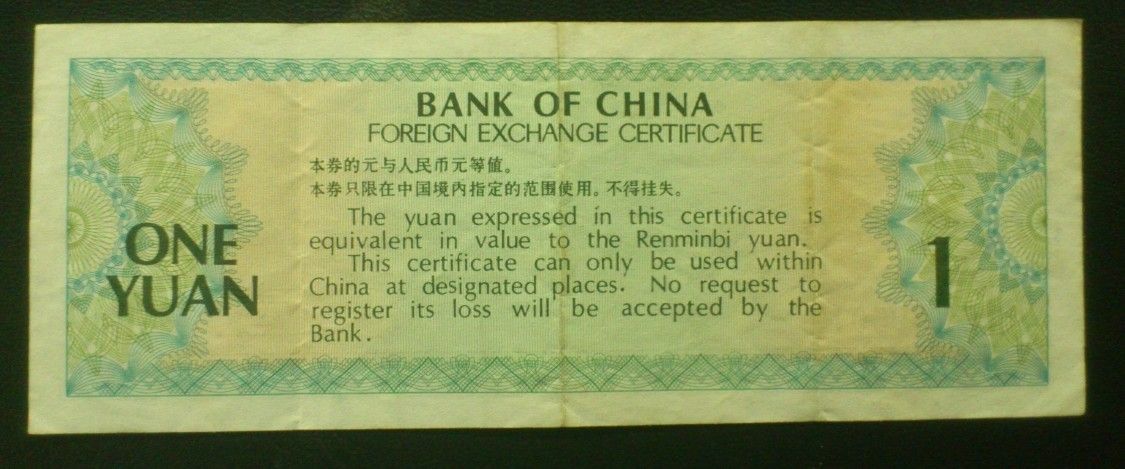 BANK OF CHINA
FOREIGN EXCHANGE CERTIFICATE
本券的元与人民币元等值。
本券只限在中国境内指定的范围使用。不得挂失。
The yuan expressed in this certificate is
equivalent in value to the Renminbi yuan.
This certificate can only be used within
China at designated places. No request to
register its loss will be accepted by the
Bank.
ONE
YUAN
1